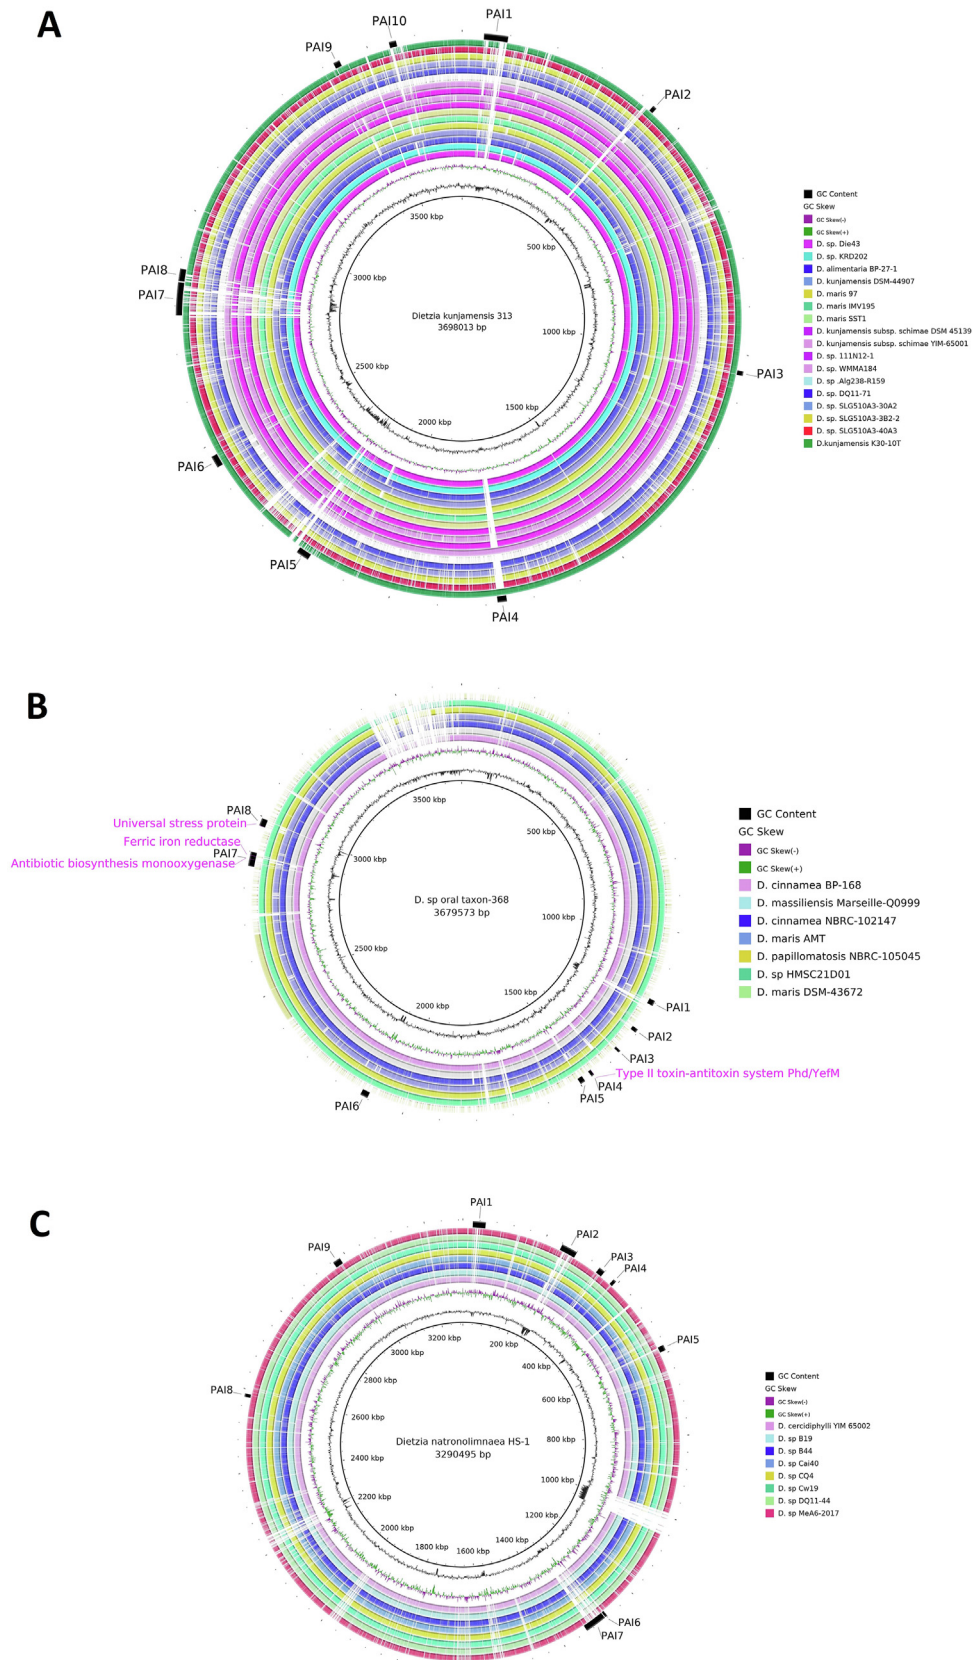 A
PAI10
PAI1
PAI9
PAI2
PAI8
PAI7
PAI3
PAI6
PAI5
PAI4
3500 kbp
500 kbp
3000 kbp
Dietzia kunjamensis 313
3698013 bp
1000 kbp
2500 kbp
1500 kbp
2000 kbp
GC Content
GC Skew
GC Skew(-)
GC Skew(+)
D. sp. Die43
D. sp. KRD202
D. alimentaria BP-27-1
D. kunjamensis DSM-44907
D. maris 97
D. maris IMV195
D. maris SST1
D. kunjamensis subsp. schimae DSM 45139
D. kunjamensis subsp. schimae YIM-65001
D. sp. 111N12-1
D. sp. WMMA184
D. sp .Alg238-R159
D. sp. DQ11-71
D. sp. SLG510A3-30A2
D. sp. SLG510A3-3B2-2
D. sp. SLG510A3-40A3
D.kunjamensis K30-10T
B
PAI8
Universal stress protein
Ferric iron reductase
PAI7
Antibiotic biosynthesis monooxygenase
3500 kbp
500 kbp
3000 kbp
D. sp oral taxon-368
3679573 bp
1000 kbp
2500 kbp
1500 kbp
2000 kbp
PAI1
PAI2
PAI3
Type II toxin-antitoxin system Phd/YefM
PAI4
PAI5
PAI6
GC Content
GC Skew
GC Skew(-)
GC Skew(+)
D. cinnamea BP-168
D. massiliensis Marseille-Q0999
D. cinnamea NBRC-102147
D. maris AMT
D. papillomatosis NBRC-105045
D. sp HMSC21D01
D. maris DSM-43672
C
PAI1
PAI2
PAI9
PAI3
PAI4
PAI5
PAI8
PAI6
PAI7
3200 kbp
200 kbp
3000 kbp
400 kbp
2800 kbp
600 kbp
2600 kbp
800 kbp
Dietzia natronolimnaea HS-1
3290495 bp
2400 kbp
1000 kbp
2200 kbp
1200 kbp
2000 kbp
1400 kbp
1800 kbp
1600 kbp
GC Content
GC Skew
GC Skew(-)
GC Skew(+)
D. cercidiphylli YIM 65002
D. sp B19
D. sp B44
D. sp Cai40
D. sp CQ4
D. sp Cw19
D. sp DQ11-44
D. sp MeA6-2017